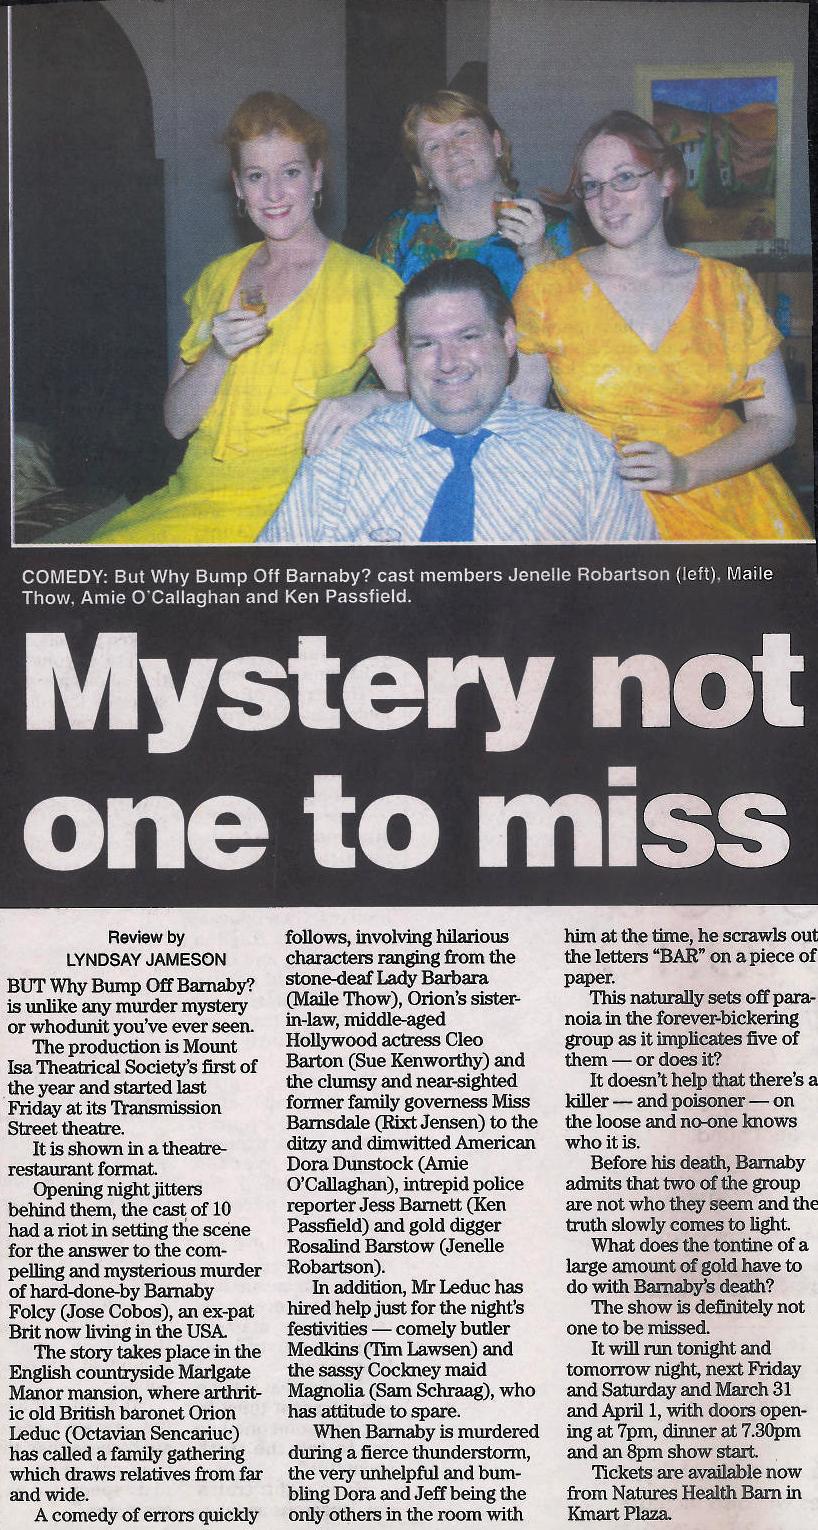 COMEDY: But Why Bump Off Barnaby? cast members Jenelle Robartson (left), Maile
Thow, Amie O'Callaghan and Ken Passfield.
Mystery not
one to miss
Review by
LYNDSAY JAMESON
BUT Why Bump Off Barnaby?
is unlike any murder mystery
or whodunit you've ever seen.
The production is Mount
Isa Theatrical Society's first of
the year and started last
Friday at its Transmission
Street theatre.
It is shown in a theatre-
restaurant format.
Opening night jitters
behind them, the cast of 10
had a riot in setting the scene
for the answer to the com-
pelling and mysterious murder
of hard-done-by Barnaby
Folcy (Jose Cobos), an ex-pat
Brit now living in the USA.
The story takes place in the
English countryside Marlgate
Manor mansion, where arthrit-
ic old British baronet Orion
Leduc (Octavian Sencariuc)
has called a family gathering
which draws relatives from far
and wide.
A comedy of errors quickly
follows, involving hilarious
characters ranging from the
stone-deaf Lady Barbara
(Maile Thow), Orion's sister-
in-law, middle-aged
Hollywood actress Cleo
Barton (Sue Kenworthy) and
the clumsy and near-sighted
former family governess Miss
Barnsdale (Rixt Jensen) to the
ditzy and dimwitted American
Dora Dunstock (Amie
O'Callaghan), intrepid police
reporter Jess Barnett (Ken
Passfield) and gold digger
Rosalind Barstow (Jenelle
Robartson).
In addition, Mr Leduc has
hired help just for the night's
festivities — comely butler
Medkins (Tim Lawsen) and
the sassy Cockney maid
Magnolia (Sam Schraag), who
has attitude to spare.
When Barnaby is murdered
during a fierce thunderstorm,
the very unhelpful and bum-
bling Dora and Jeff being the
only others in the room with
him at the time, he scrawls out
the letters "BAR" on a piece of
paper.
This naturally sets off para-
noia in the forever-bickering
group as it implicates five of
them — or does it?
It doesn't help that there's a
killer — and poisoner — on
the loose and no-one knows
who it is.
Before his death, Barnaby
admits that two of the group
are not who they seem and the
truth slowly comes to light.
What does the tontine of a
large amount of gold have to
do with Barnaby's death?
The show is definitely not
one to be missed.
It will run tonight and
tomorrow night, next Friday
and Saturday and March 31
and April 1, with doors open-
ing at 7pm, dinner at 7.30pm
and an 8pm show start.
Tickets are available now
from Natures Health Barn in
Kmart Plaza.